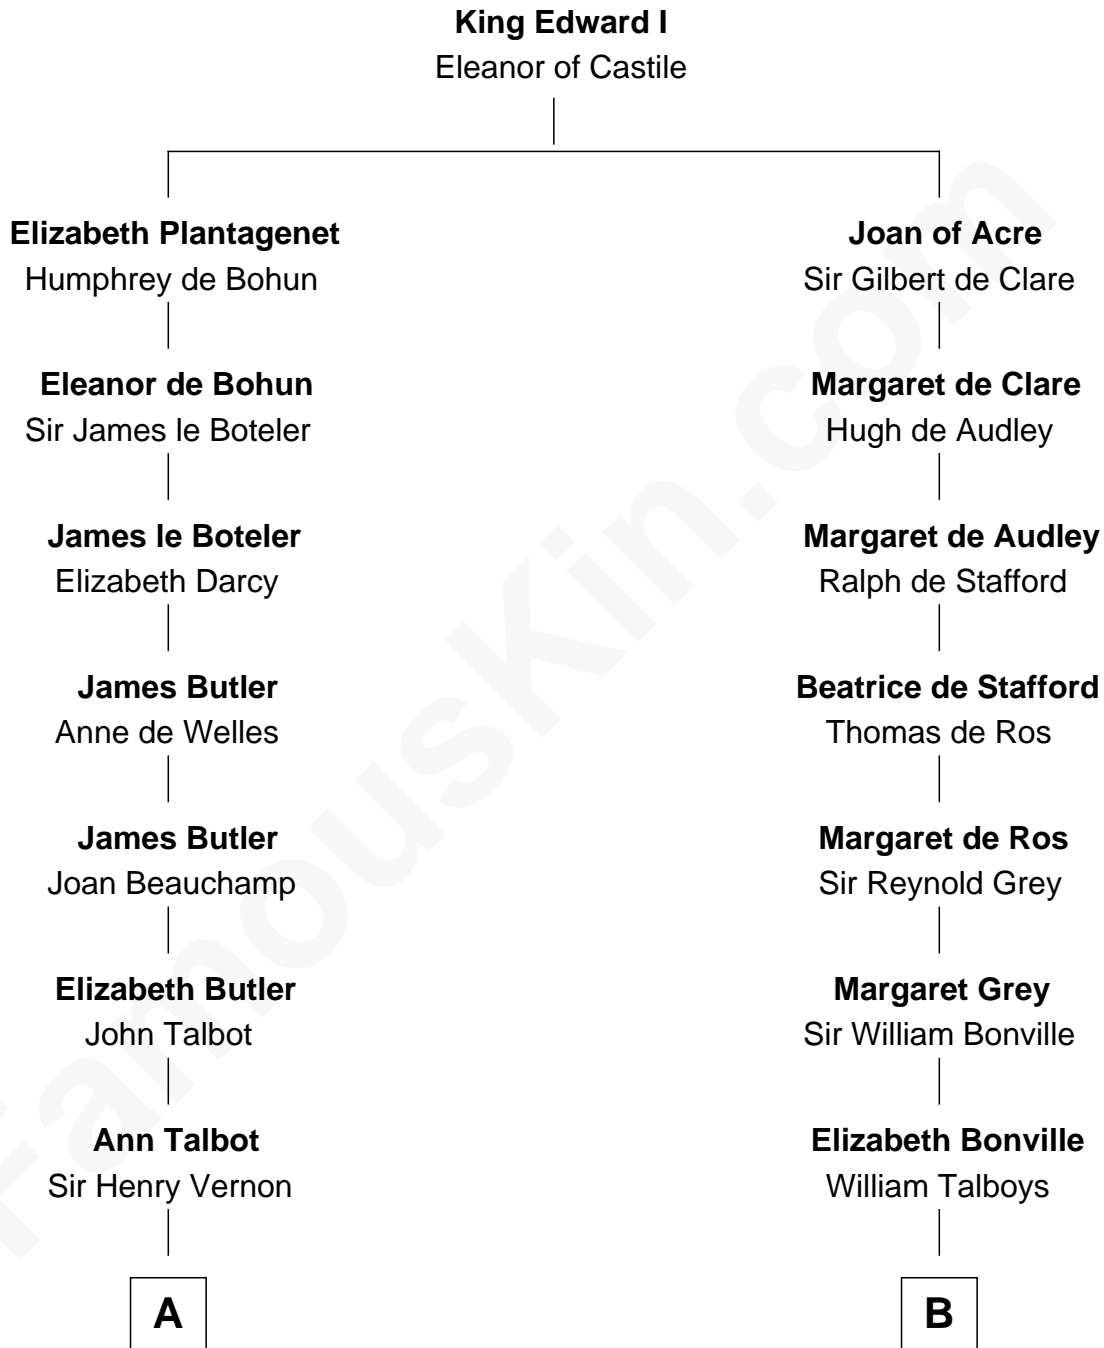 King Edward I
Eleanor of Castile
Elizabeth Plantagenet
Humphrey de Bohun
Joan of Acre
Sir Gilbert de Clare
Eleanor de Bohun
Sir James le Boteler
Margaret de Clare
Hugh de Audley
James le Boteler
Elizabeth Darcy
Margaret de Audley
Ralph de Stafford
James Butler
Anne de Welles
Beatrice de Stafford
Thomas de Ros
James Butler
Joan Beauchamp
Margaret de Ros
Sir Reynold Grey
Elizabeth Butler
John Talbot
Margaret Grey
Sir William Bonville
Ann Talbot
Sir Henry Vernon
Elizabeth Bonville
William Talboys
A
B
FamousKin.com